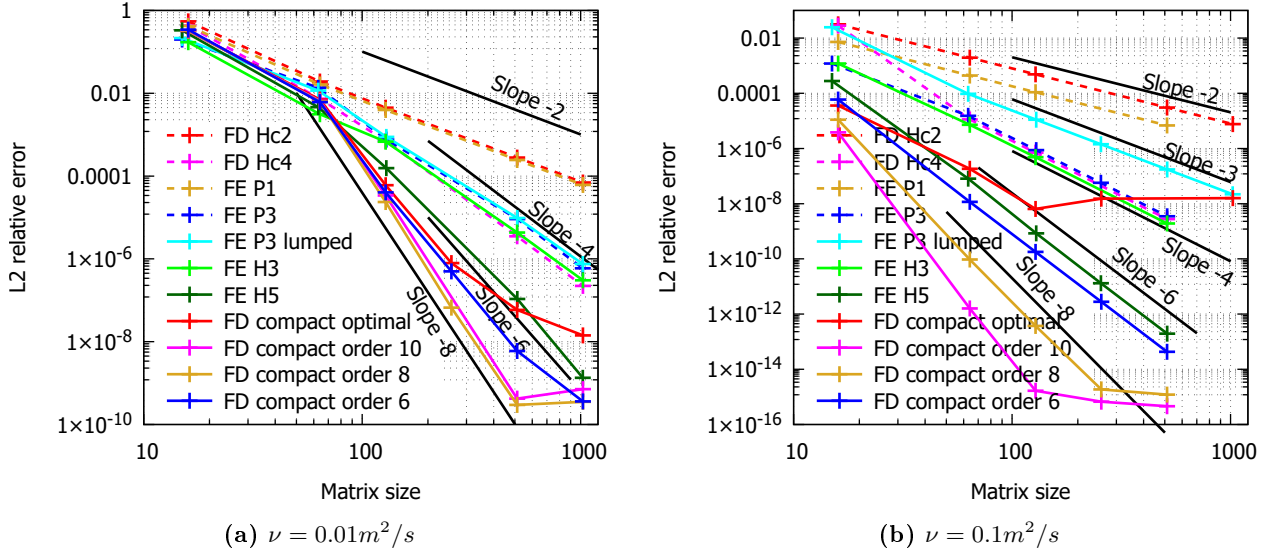 1
0.01
0.0001
1×10-6
1×10-8
1×10-10
L2 relative error
10
100
1000
Matrix size
Slope -2
Slope -4
Slope -6
Slope -8
FD Hc2
FD Hc4
FE P1
FE P3
FE P3 lumped
FE H3
FE H5
FD compact optimal
FD compact order 10
FD compact order 8
FD compact order 6
(a) ν = 0.01m²/s
0.01
0.0001
1×10-6
1×10-8
1×10-10
1×10-12
1×10-14
1×10-16
L2 relative error
10
100
1000
Matrix size
Slope -2
Slope -3
Slope -4
Slope -6
Slope -8
FD Hc2
FD Hc4
FE P1
FE P3
FE P3 lumped
FE H3
FE H5
FD compact optimal
FD compact order 10
FD compact order 8
FD compact order 6
(b) ν = 0.1m²/s